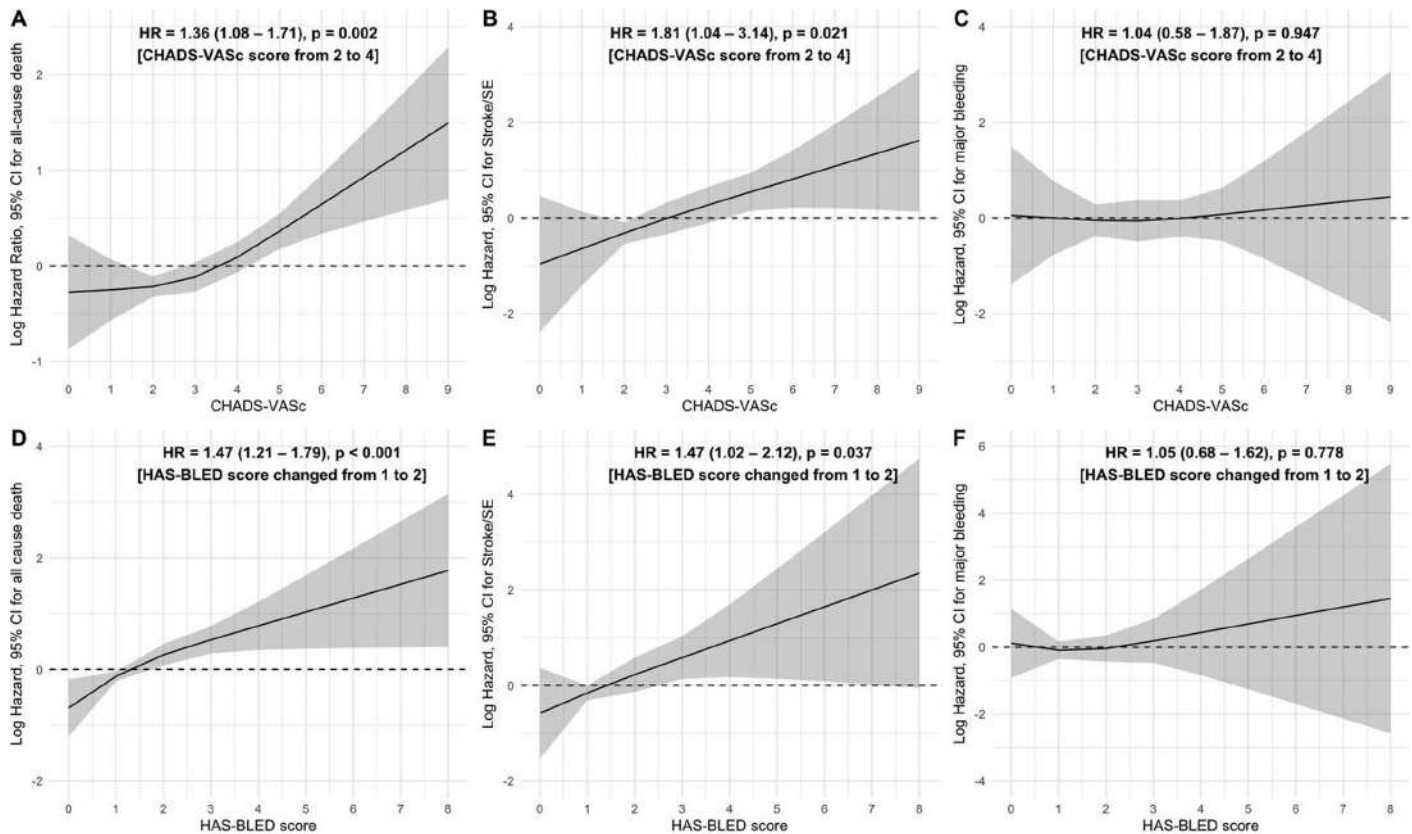 A
HR = 1.36 (1.08 – 1.71), p = 0.002
[CHADS-VASc score from 2 to 4]
Log Hazard Ratio, 95% CI for all-cause death
2
1
0
-1
0 1 2 3 4 5 6 7 8 9
CHADS-VASc
B
HR = 1.81 (1.04 – 3.14), p = 0.021
[CHADS-VASc score from 2 to 4]
Log Hazard, 95% CI for Stroke/SE
4
2
0
-2
0 1 2 3 4 5 6 7 8 9
CHADS-VASc
C
HR = 1.04 (0.58 – 1.87), p = 0.947
[CHADS-VASc score from 2 to 4]
Log Hazard, 95% CI for major bleeding
4
2
0
-2
0 1 2 3 4 5 6 7 8 9
CHADS-VASc
D
HR = 1.47 (1.21 – 1.79), p < 0.001
[HAS-BLED score changed from 1 to 2]
Log Hazard, 95% CI for all cause death
4
2
0
-2
0 1 2 3 4 5 6 7 8
HAS-BLED score
E
HR = 1.47 (1.02 – 2.12), p = 0.037
[HAS-BLED score changed from 1 to 2]
Log Hazard, 95% CI for Stroke/SE
4
2
0
-2
0 1 2 3 4 5 6 7 8
HAS-BLED score
F
HR = 1.05 (0.68 – 1.62), p = 0.778
[HAS-BLED score changed from 1 to 2]
Log Hazard, 95% CI for major bleeding
6
4
2
0
-2
-4
0 1 2 3 4 5 6 7 8
HAS-BLED score